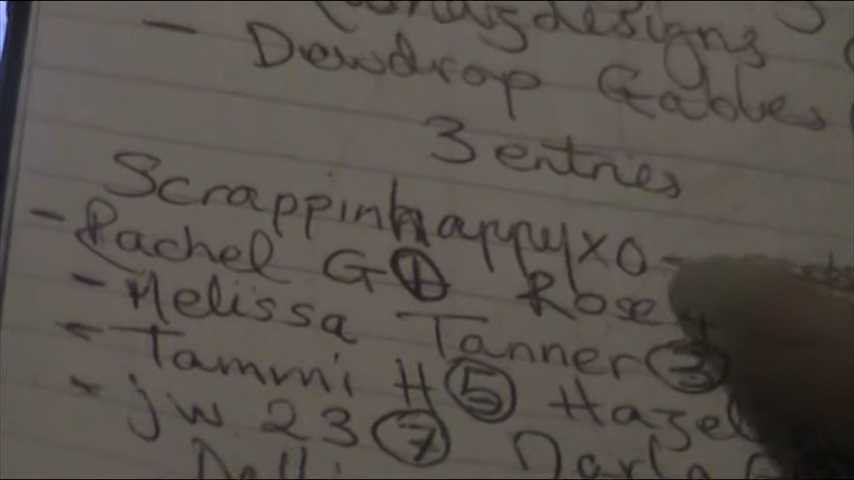 - Dewdrop Gables
3 entries
ScrappinhappyxO -
- Rachel G ① Rose
- Melissa Tanner ③
- Tammi H ⑤ Hazel
- jw 23 ⑦